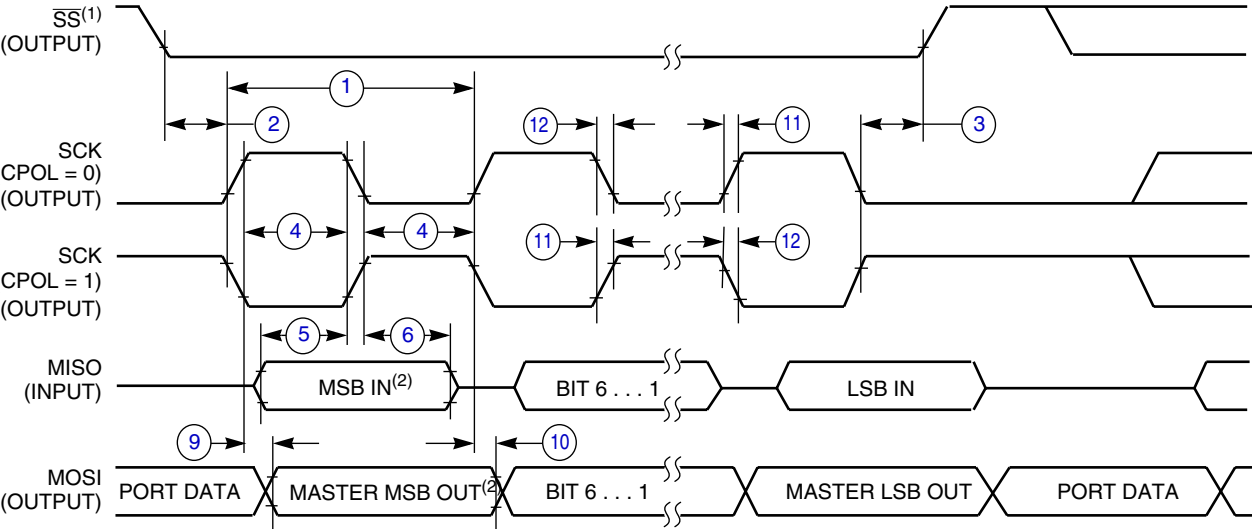 SS(1)
(OUTPUT)
1
2
12
11
3
SCK
CPOL = 0)
(OUTPUT)
4
4
11
12
SCK
CPOL = 1)
(OUTPUT)
5
6
MISO
(INPUT)
MSB IN(2)
BIT 6 . . . 1
LSB IN
9
10
MOSI
(OUTPUT)
PORT DATA
MASTER MSB OUT(2
BIT 6 . . . 1
MASTER LSB OUT
PORT DATA